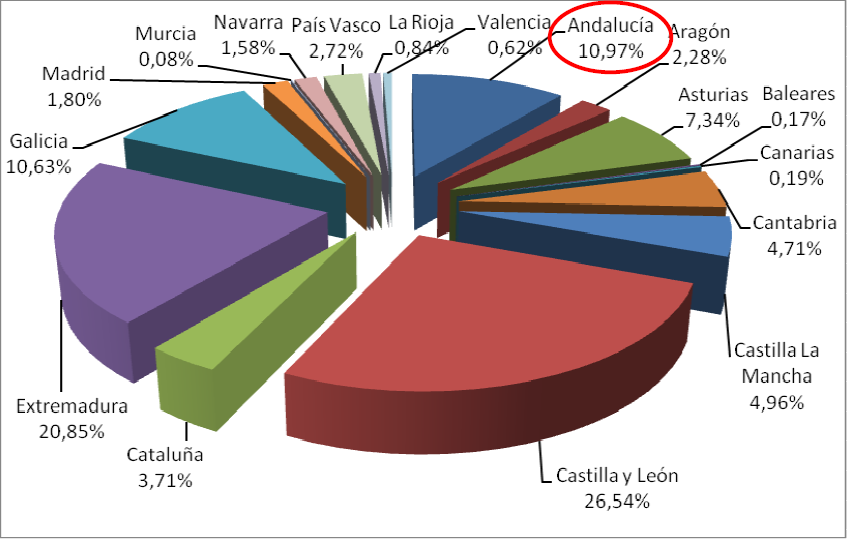 Andalucía
10,97%
Aragón
2,28%
Asturias
7,34%
Baleares
0,17%
Canarias
0,19%
Cantabria
4,71%
Castilla La
Mancha
4,96%
Castilla y León
26,54%
Cataluña
3,71%
Extremadura
20,85%
Galicia
10,63%
Madrid
1,80%
Murcia
0,08%
Navarra
1,58%
País Vasco
2,72%
La Rioja
0,84%
Valencia
0,62%